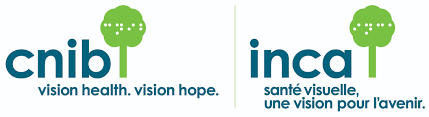 cnib
vision health. vision hope.
inca
santé visuelle,
une vision pour l'avenir.